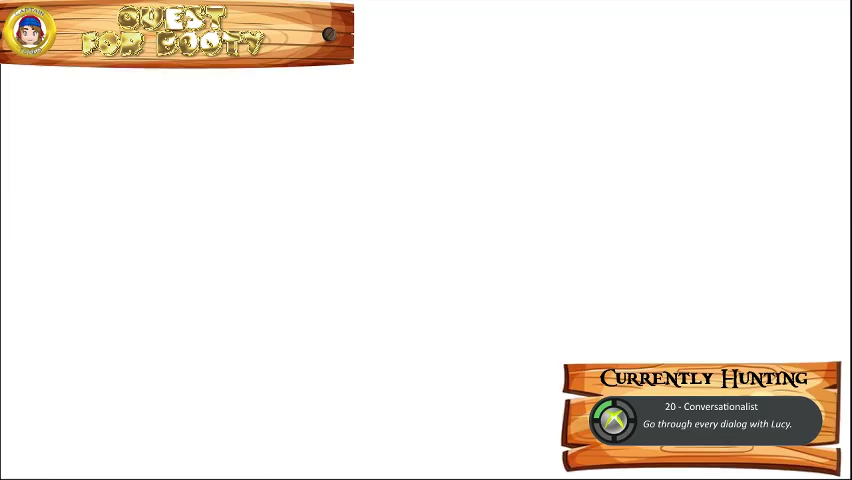 QUEST
FOR BOOTY
CURRENTLY HUNTING
20 - Conversationalist
Go through every dialog with Lucy.